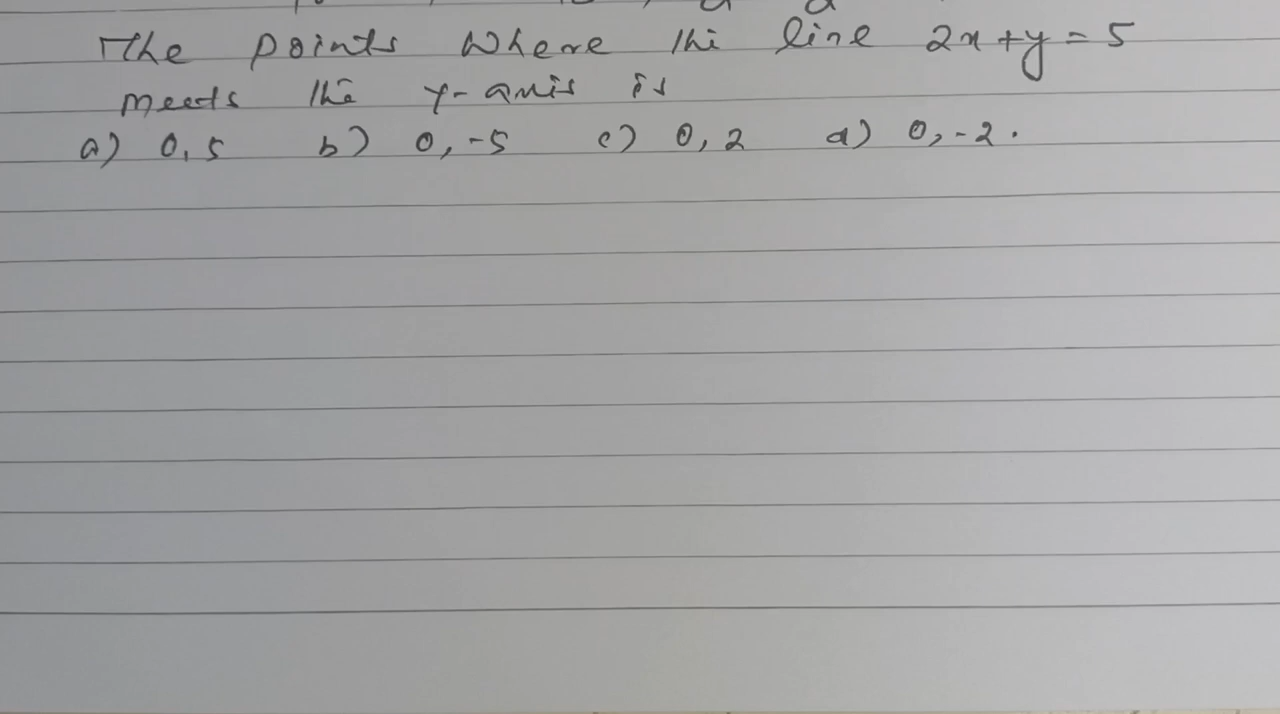 The points where the line 2x+y=5
meets the y-axis is
a) 0,5 b) 0,-5 c) 0,2 d) 0,-2.